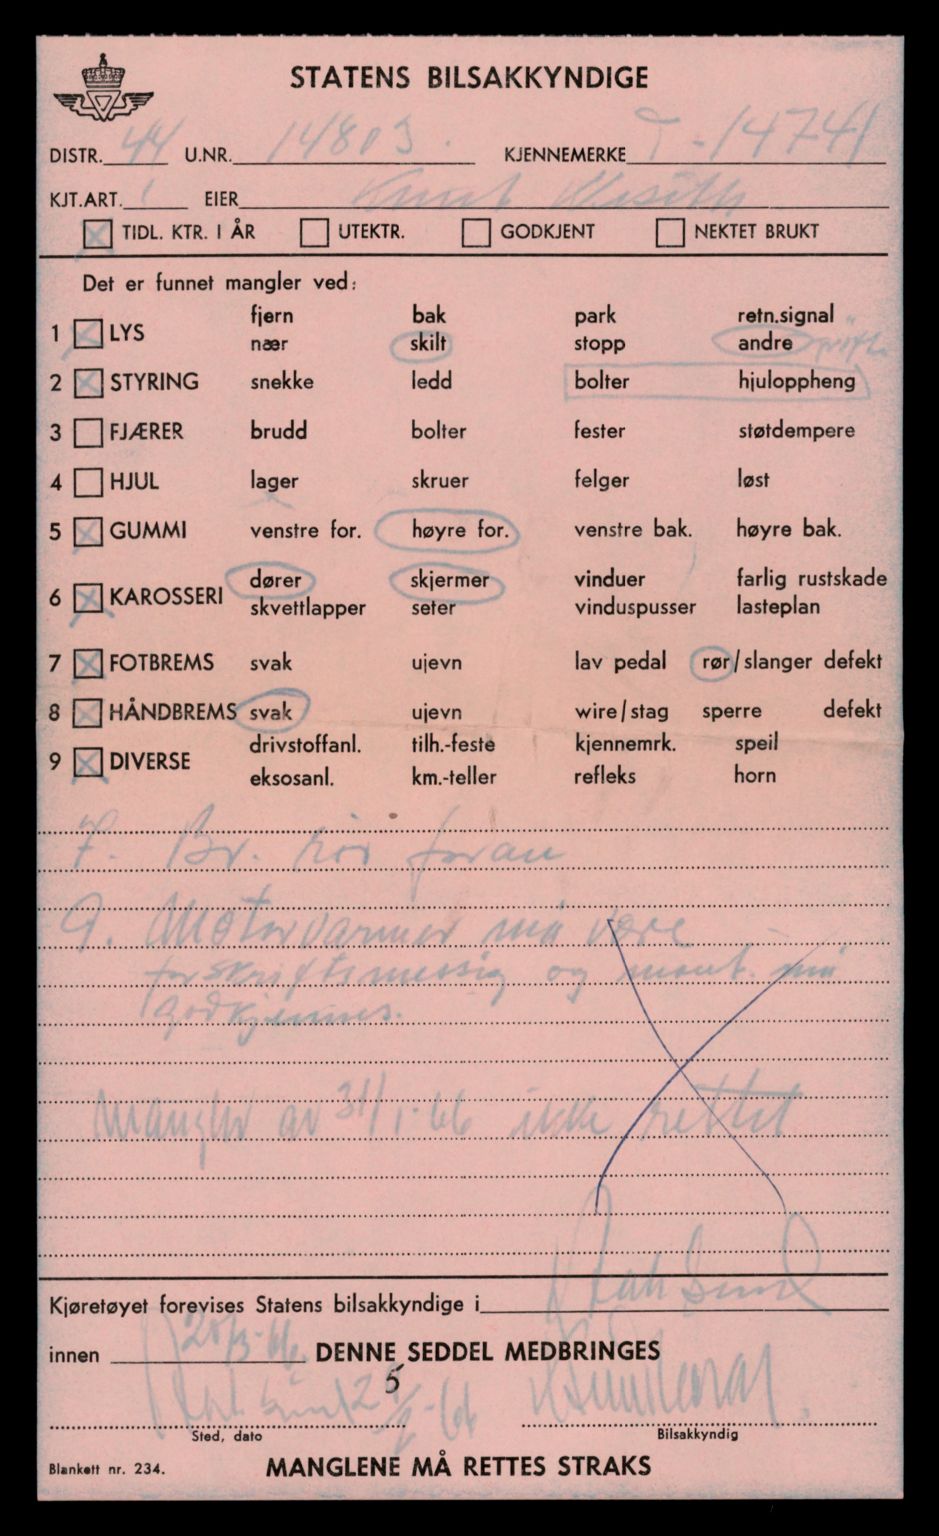 STATENS BILSAKKYNDIGE
DISTR. 44 U.NR. 14803. KJENNEMERKE T-14741
KJT.ART. 1 EIER Knut
TIDL. KTR. I ÅR UTEKTR. GODKJENT NEKTET BRUKT
Det er funnet mangler ved:
fjern bak park retn.signal
1 LYS
nær skilt stopp andre
2 STYRING snekke ledd bolter hjuloppheng
3 FJÆRER brudd bolter fester støtdempere
4 HJUL lager skruer felger løst
5 GUMMI venstre for. høyre for. venstre bak. høyre bak.
dører skjermer vinduer farlig rustskade
6 KAROSSERI
skvettlapper seter vinduspusser lasteplan
7 FOTBREMS svak ujevn lav pedal rør/slanger defekt
8 HÅNDBREMS svak ujevn wire/stag sperre defekt
drivstoffanl. tilh.-feste kjennemrk. speil
9 DIVERSE
eksosanl. km.-teller refleks horn
7. Br. rör foran
9. Motorvarmer må være
forskriftsmessig og mont. må
godkjennes.
Mangler av 31/1-66 ikke rettet
Kjøretøyet forevises Statens bilsakkyndige i
innen 20/3-66 DENNE SEDDEL MEDBRINGES
5
Sted, dato Bilsakkyndig
Blankett nr. 234. MANGLENE MÅ RETTES STRAKS